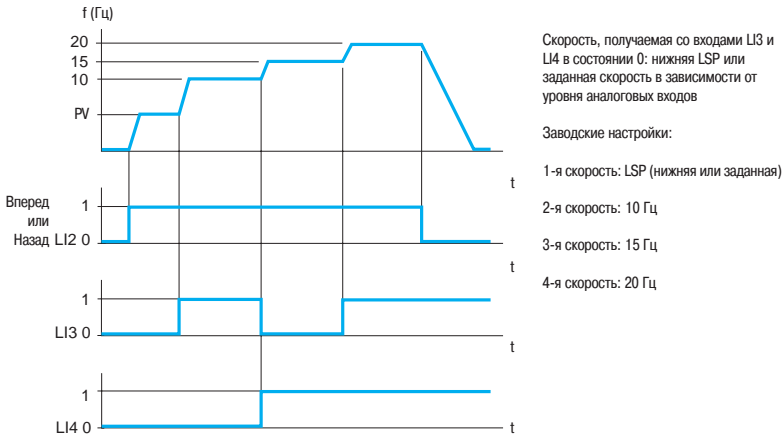 f (Гц)
20
15
10
PV
t
Вперед
или
Назад LI2 0
1
t
1
LI3 0
t
1
LI4 0
t
Скорость, получаемая со входами LI3 и
LI4 в состоянии 0: нижняя LSP или
заданная скорость в зависимости от
уровня аналоговых входов
Заводские настройки:
1-я скорость: LSP (нижняя или заданная)
2-я скорость: 10 Гц
3-я скорость: 15 Гц
4-я скорость: 20 Гц